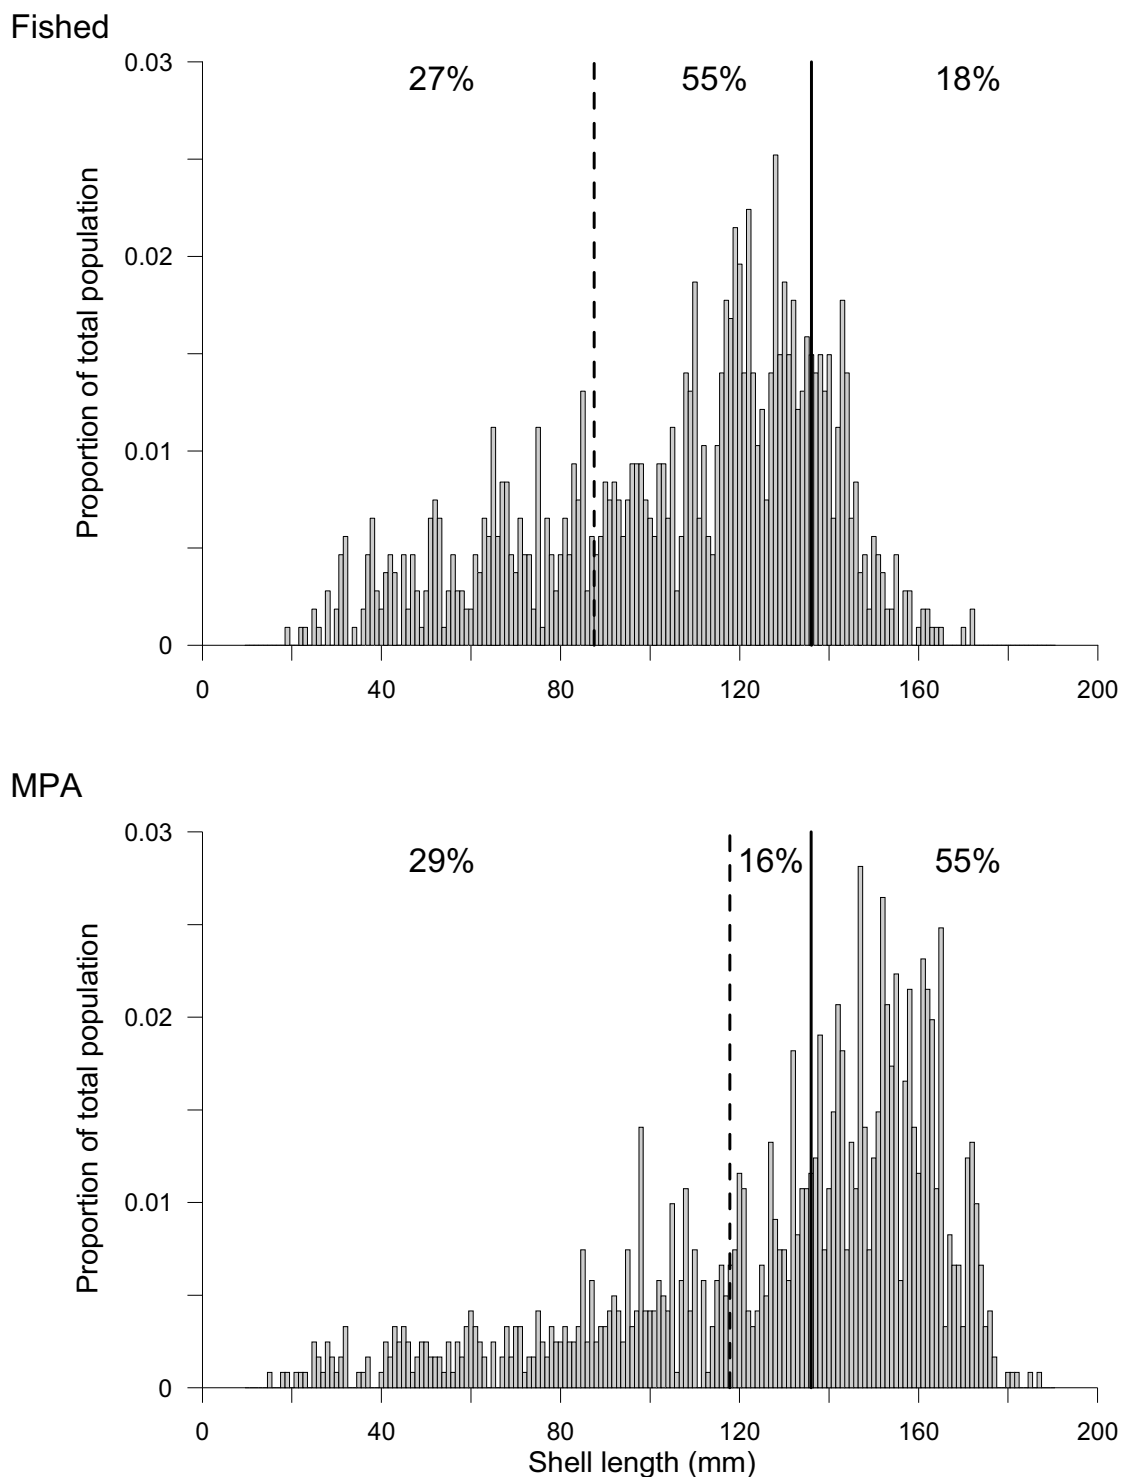 Fished
27% 55% 18%
0.03
0.02
0.01
0
Proportion of total population
0 40 80 120 160 200
MPA
29% 16% 55%
0.03
0.02
0.01
0
Proportion of total population
0 40 80 120 160 200
Shell length (mm)